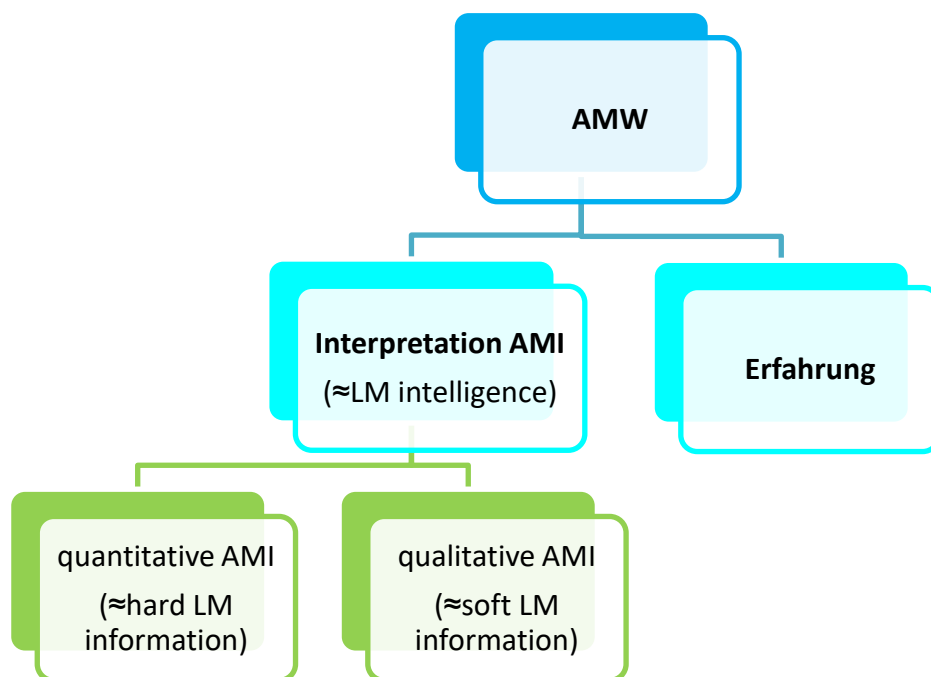 AMW
Interpretation AMI
(≈LM intelligence)
Erfahrung
quantitative AMI
(≈hard LM
information)
qualitative AMI
(≈soft LM
information)